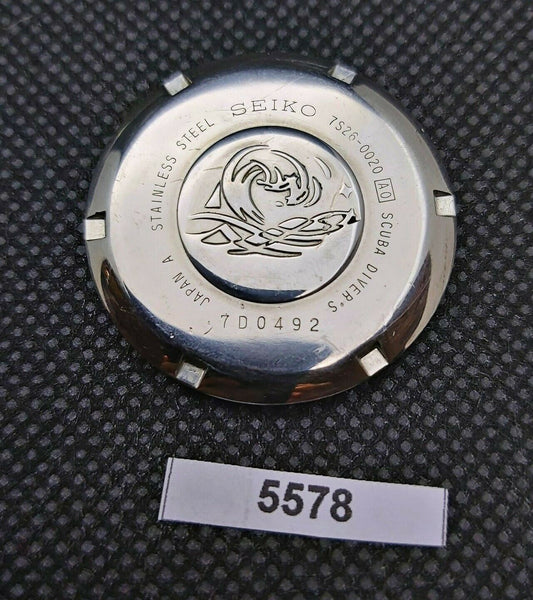 SEIKO
7S26-0020 A0 SCUBA DIVER'S
7D0492
JAPAN A STAINLESS STEEL
5578